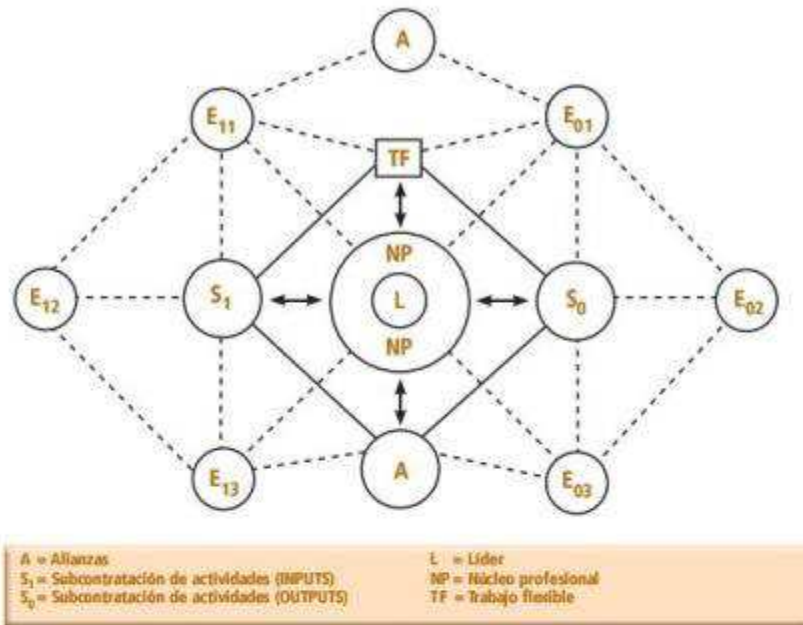 A
E11
E01
TF
NP
E12
S1
L
S0
E02
NP
E13
A
E03
A = Alianzas
S1 = Subcontratación de actividades (INPUTS)
S0 = Subcontratación de actividades (OUTPUTS)
L = Líder
NP = Núcleo profesional
TF = Trabajo flexible